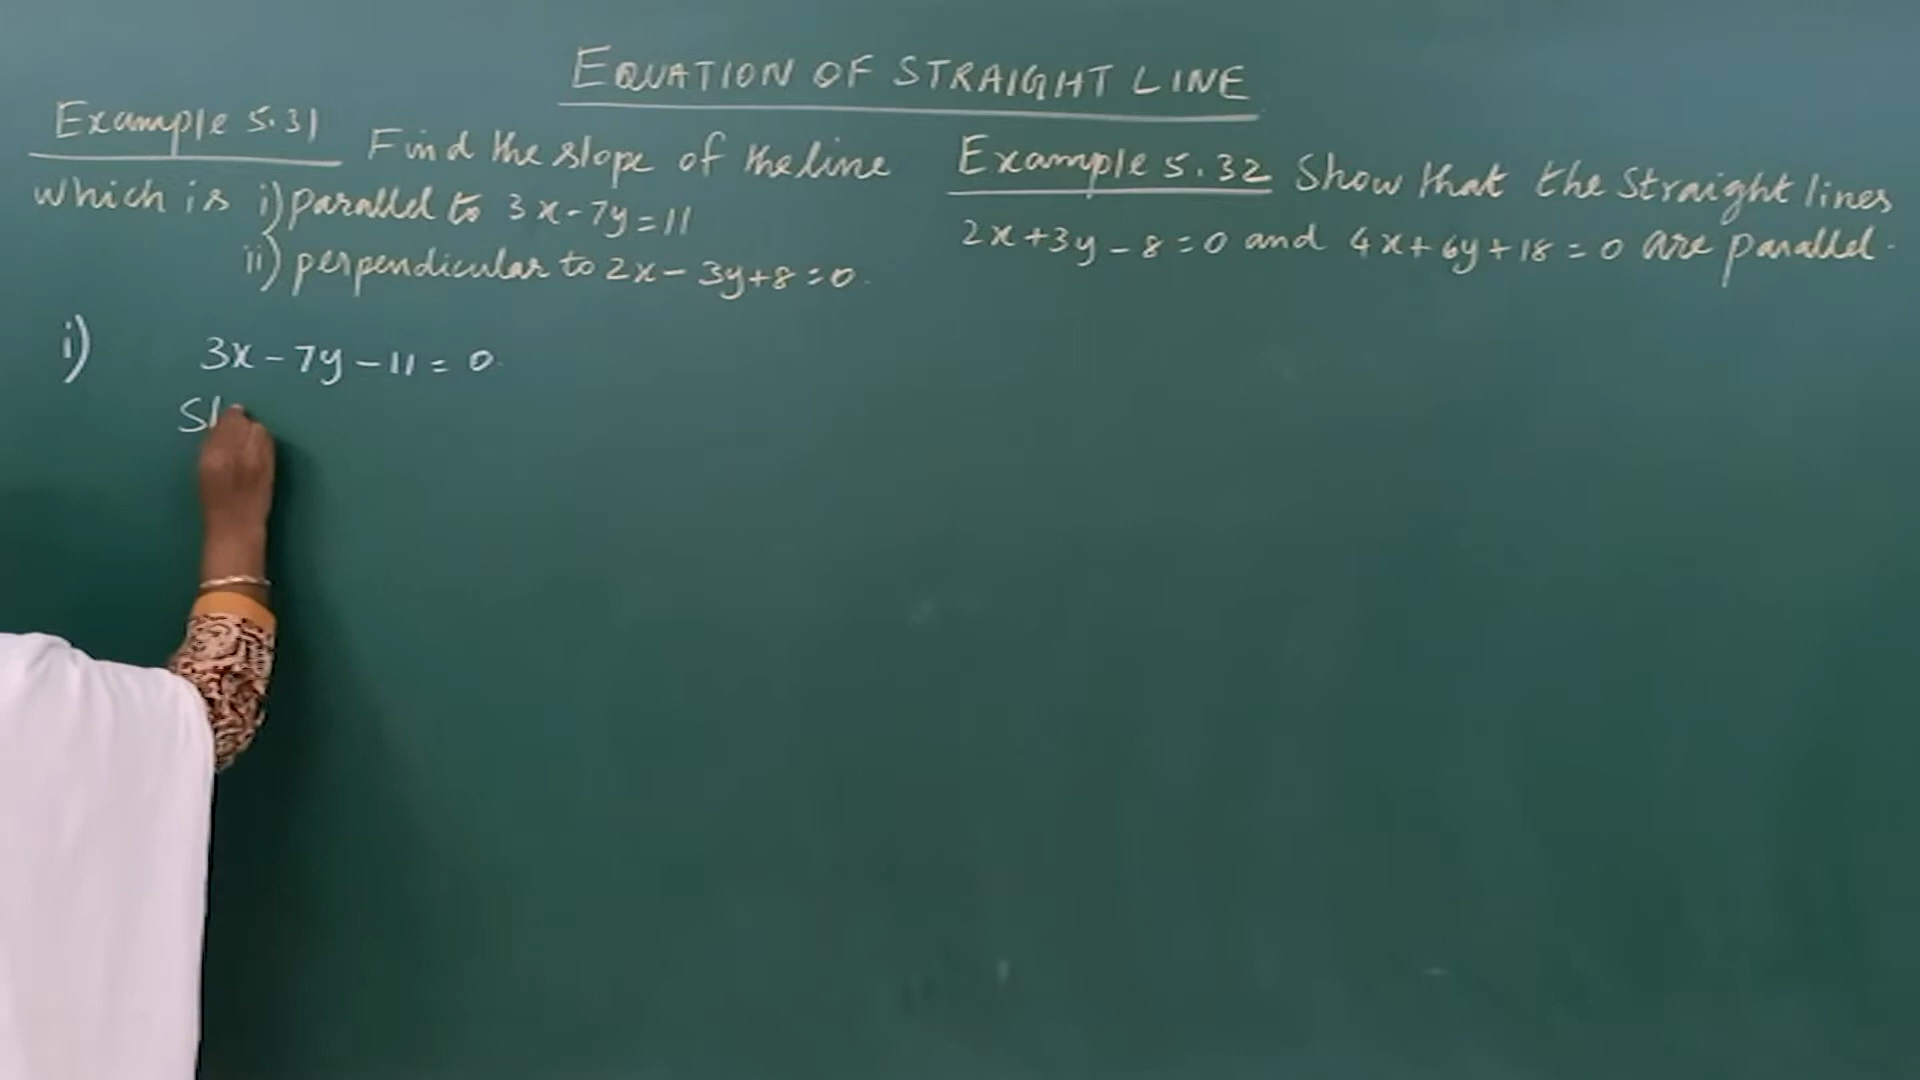 EQUATION OF STRAIGHT LINE
Example 5.31 Find the slope of the line
which is i) parallel to 3x-7y=11
ii) perpendicular to 2x-3y+8=0.
i) 3x-7y-11=0.
Sl
Example 5.32 Show that the Straight lines
2x+3y-8=0 and 4x+6y+18=0 are parallel.